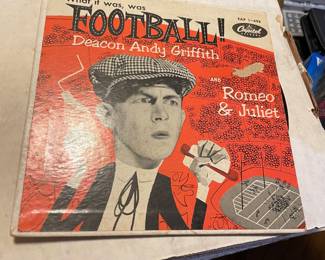 What it was, was
FOOTBALL!
Deacon Andy Griffith
AND
Romeo
& Juliet
Capitol